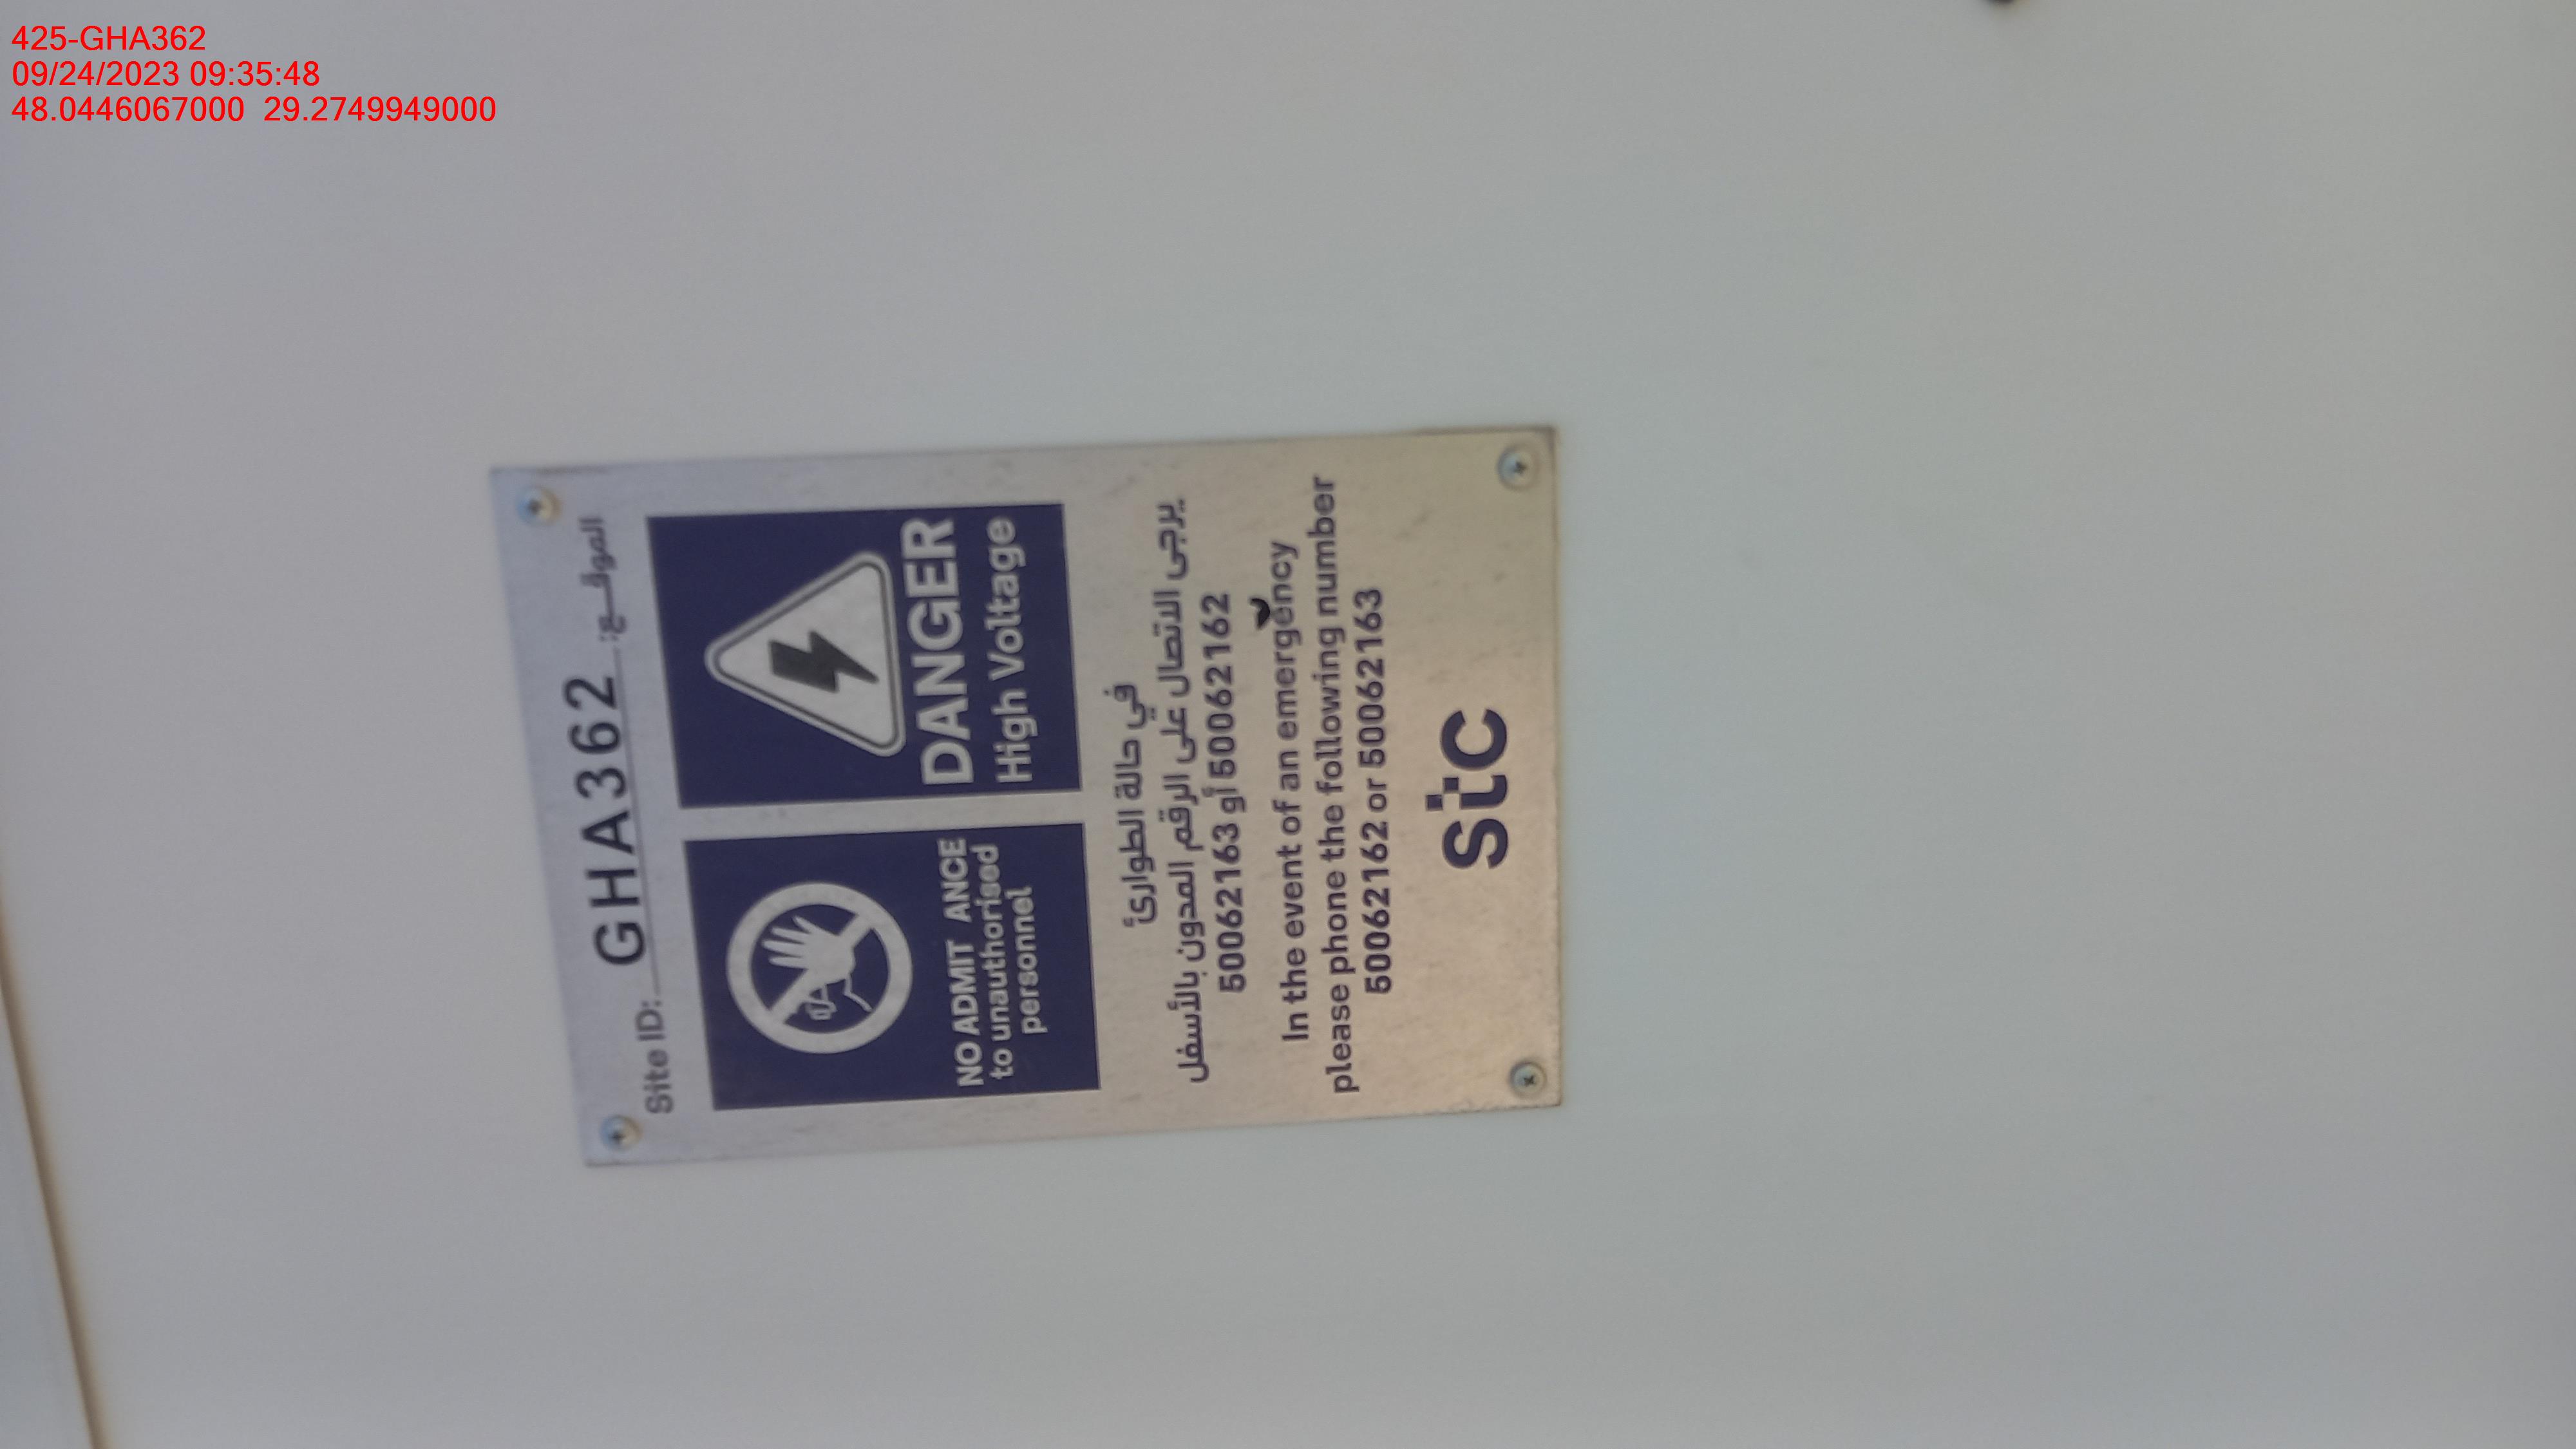 425-GHA362
09/24/2023 09:35:48
48.0446067000 29.2749949000
Site ID: GHA362 الموقـــع:
NO ADMIT ANCE
to unauthorised
personnel
DANGER
High Voltage
في حالة الطوارئ
يرجى الاتصال على الرقم المدون بالأسفل
50062163 أو 50062162
In the event of an emergency
please phone the following number
50062162 or 50062163
stc